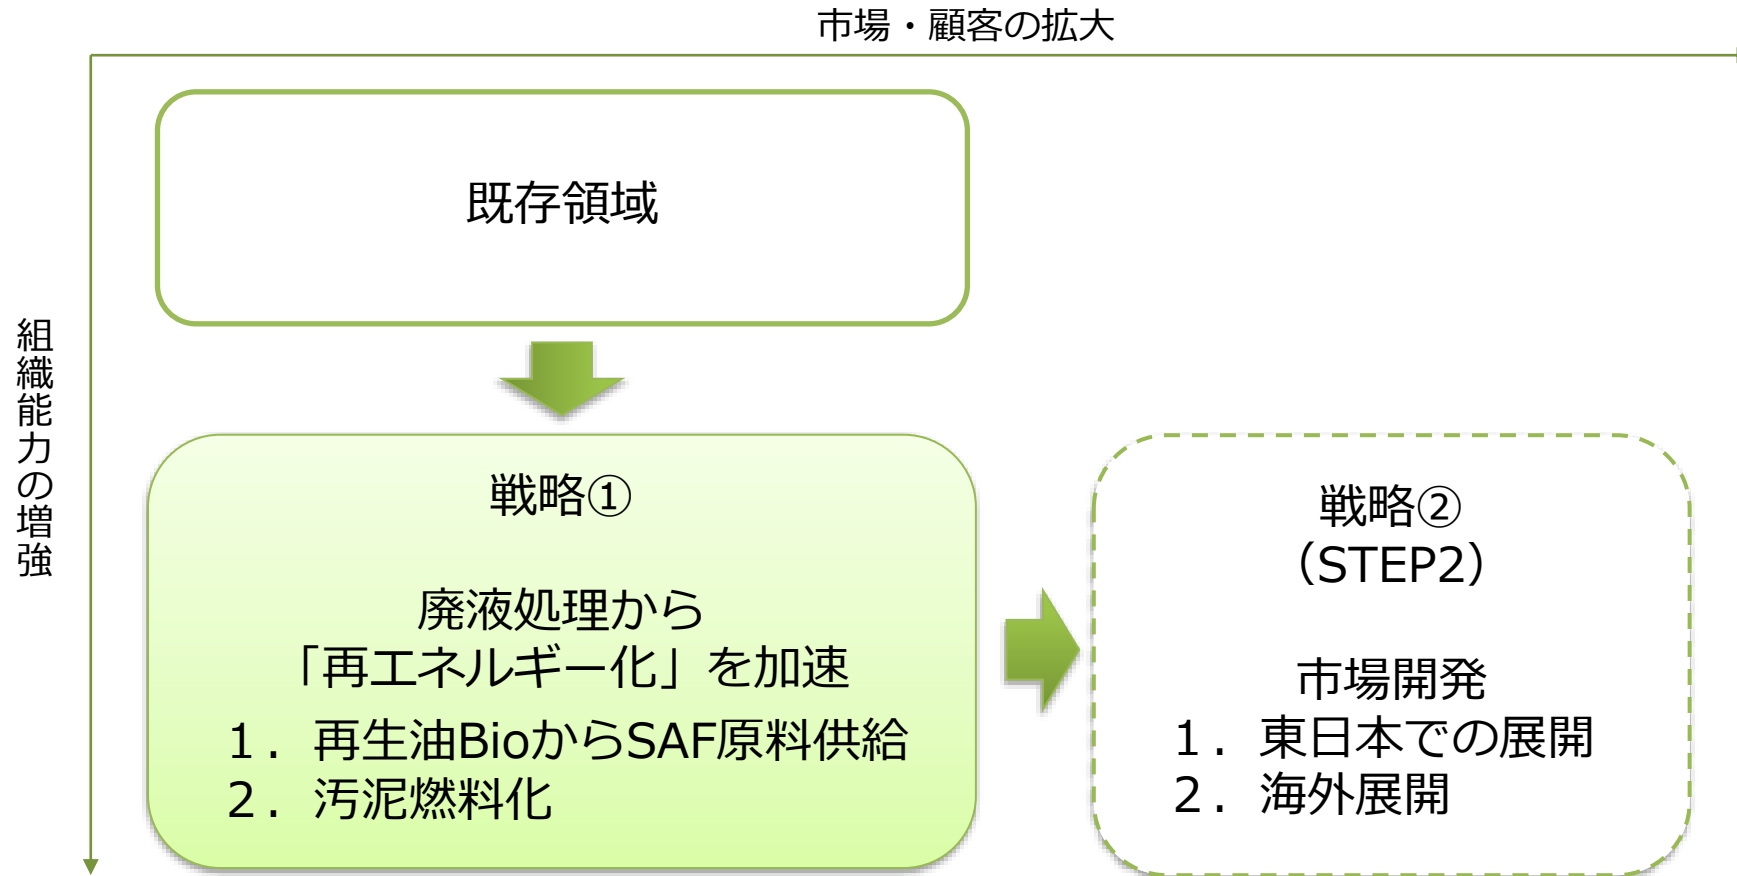 市場・顧客の拡大
組織能力の増強
既存領域
戦略①
廃液処理から
「再エネルギー化」を加速
１．再生油BioからSAF原料供給
２．汚泥燃料化
戦略②
（STEP2）
市場開発
１．東日本での展開
２．海外展開